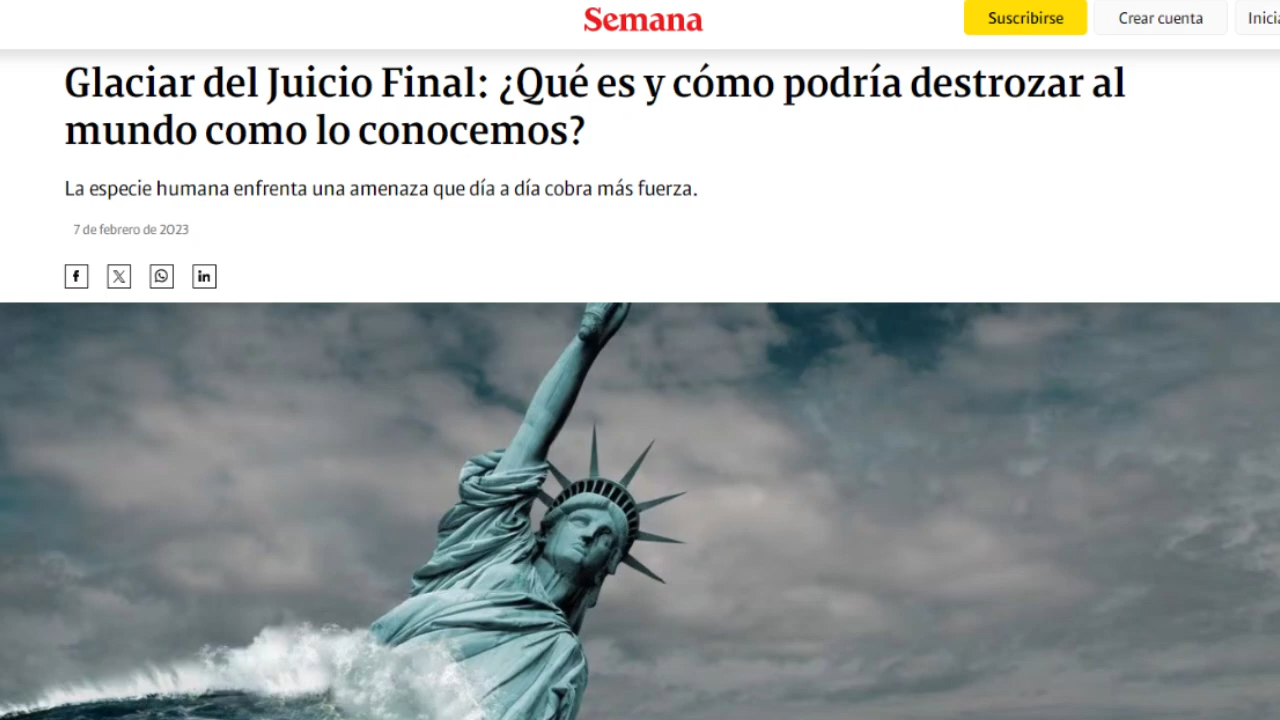 Semana
Suscribirse
Crear cuenta
Glaciar del Juicio Final: ¿Qué es y cómo podría destrozar al
mundo como lo conocemos?
La especie humana enfrenta una amenaza que día a día cobra más fuerza.
7 de febrero de 2023